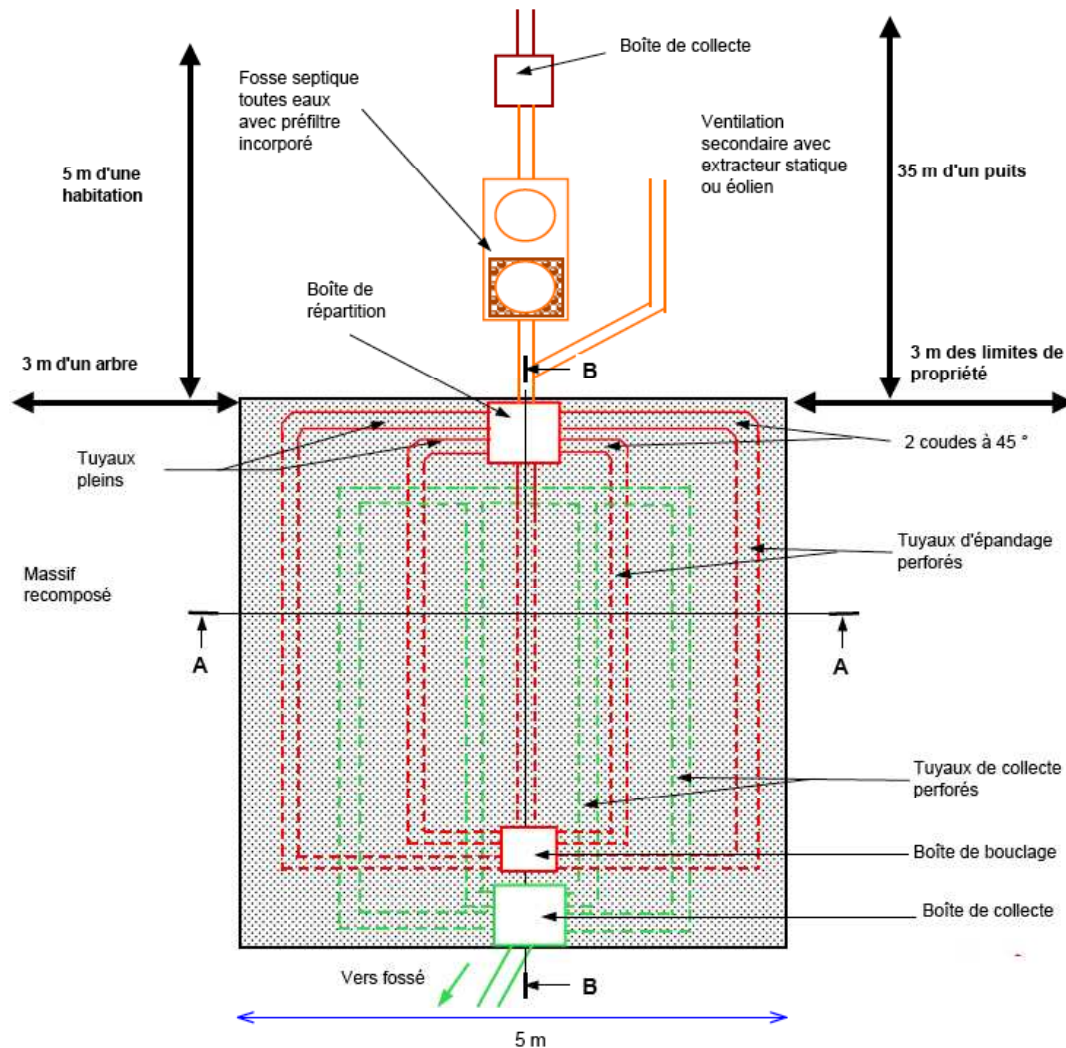 Boîte de collecte
Fosse septique
toutes eaux
avec préfiltre
incorporé
Ventilation
secondaire avec
extracteur statique
ou éolien
5 m d'une
habitation
35 m d'un puits
Boîte de
répartition
3 m d'un arbre
B
3 m des limites de
propriété
Tuyaux
pleins
2 coudes à 45 °
Tuyaux d'épandage
perforés
Massif
recomposé
A
A
Tuyaux de collecte
perforés
Boîte de bouclage
Boîte de collecte
Vers fossé
B
5 m